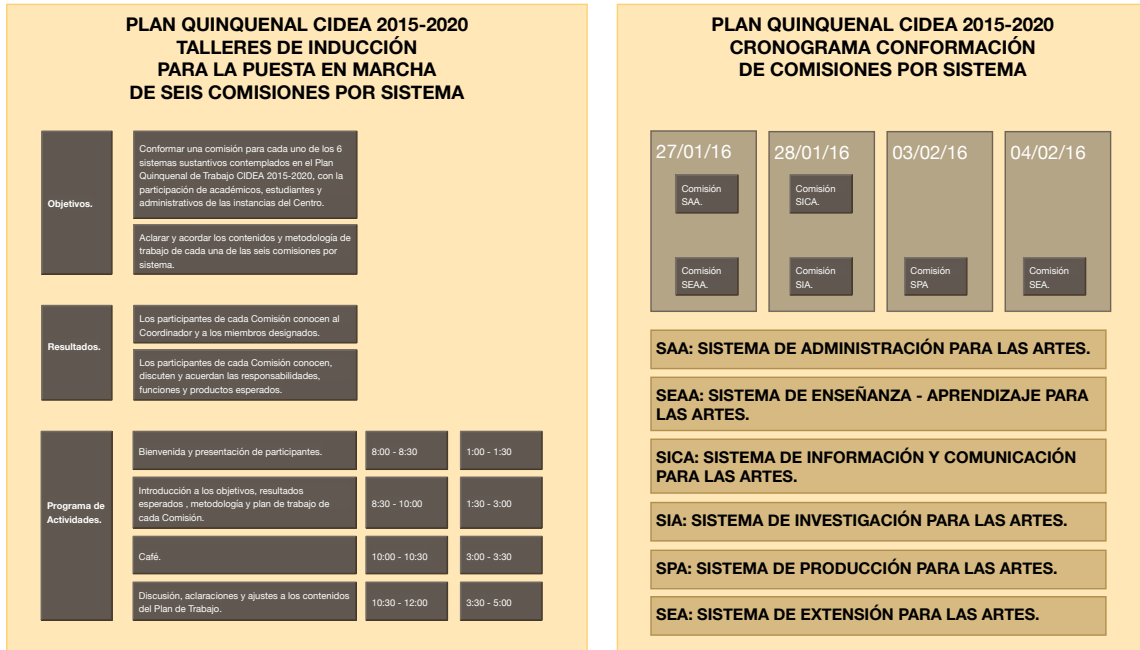 PLAN QUINQUENAL CIDEA 2015-2020
TALLERES DE INDUCCIÓN
PARA LA PUESTA EN MARCHA
DE SEIS COMISIONES POR SISTEMA
Objetivos.
Conformar una comisión para cada uno de los 6
sistemas sustantivos contemplados en el Plan
Quinquenal de Trabajo CIDEA 2015-2020, con la
participación de académicos, estudiantes y
administrativos de las instancias del Centro.
Aclarar y acordar los contenidos y metodología de
trabajo de cada una de las seis comisiones por
sistema.
Resultados.
Los participantes de cada Comisión conocen al
Coordinador y a los miembros designados.
Los participantes de cada Comisión conocen,
discuten y acuerdan las responsabilidades,
funciones y productos esperados.
Programa de
Actividades.
Bienvenida y presentación de participantes.
8:00 - 8:30
1:00 - 1:30
Introducción a los objetivos, resultados
esperados , metodología y plan de trabajo de
cada Comisión.
8:30 - 10:00
1:30 - 3:00
Café.
10:00 - 10:30
3:00 - 3:30
Discusión, aclaraciones y ajustes a los contenidos
del Plan de Trabajo.
10:30 - 12:00
3:30 - 5:00
PLAN QUINQUENAL CIDEA 2015-2020
CRONOGRAMA CONFORMACIÓN
DE COMISIONES POR SISTEMA
27/01/16
Comisión
SAA.
Comisión
SEAA.
28/01/16
Comisión
SICA.
Comisión
SIA.
03/02/16
Comisión
SPA
04/02/16
Comisión
SEA.
SAA: SISTEMA DE ADMINISTRACIÓN PARA LAS ARTES.
SEAA: SISTEMA DE ENSEÑANZA - APRENDIZAJE PARA
LAS ARTES.
SICA: SISTEMA DE INFORMACIÓN Y COMUNICACIÓN
PARA LAS ARTES.
SIA: SISTEMA DE INVESTIGACIÓN PARA LAS ARTES.
SPA: SISTEMA DE PRODUCCIÓN PARA LAS ARTES.
SEA: SISTEMA DE EXTENSIÓN PARA LAS ARTES.